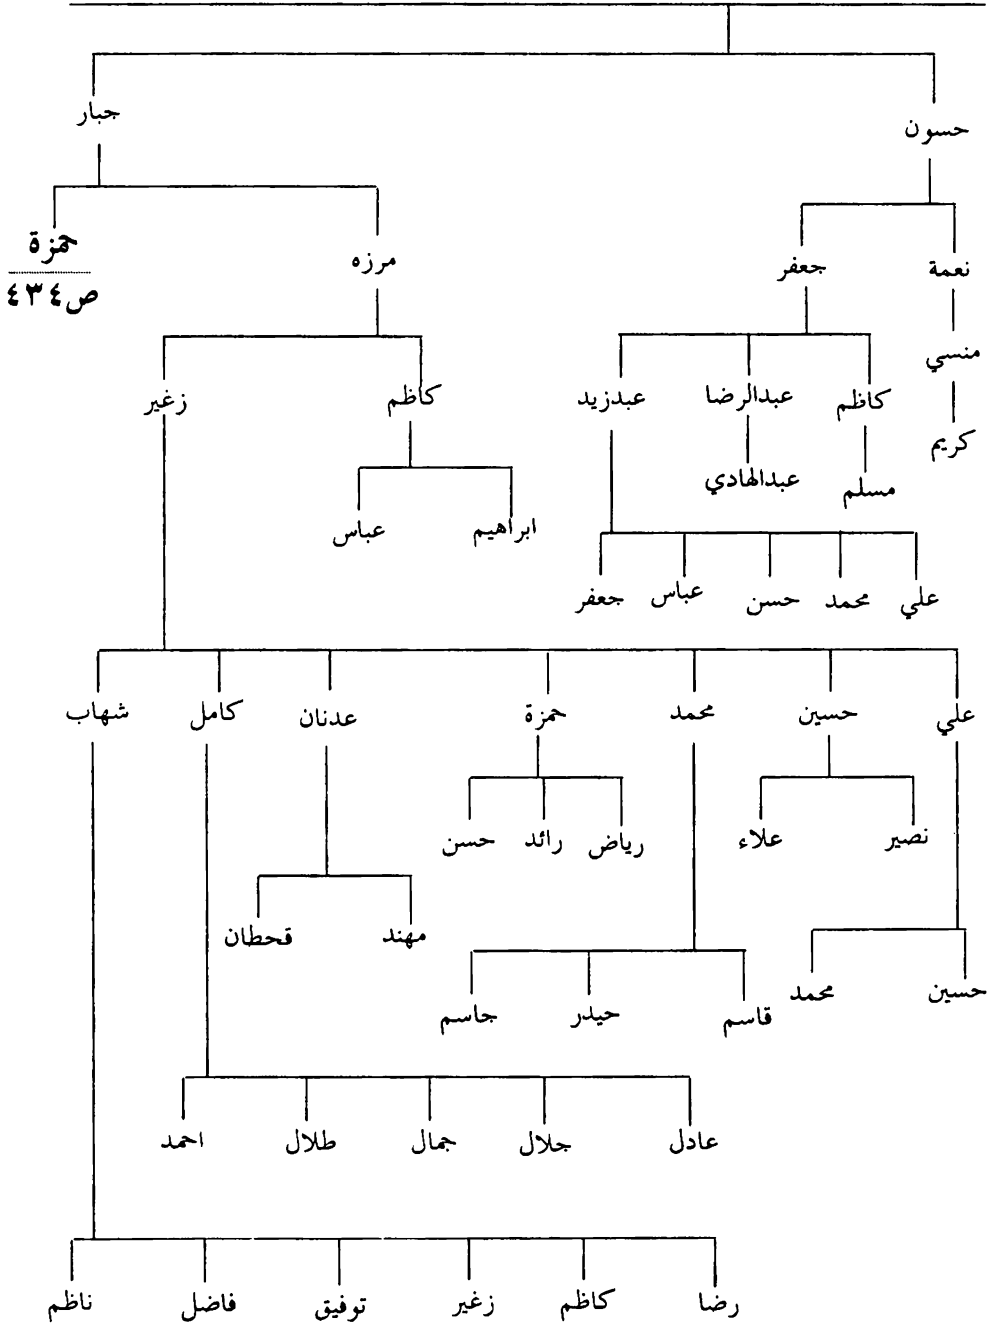 حسون
جبار
نعمة
جعفر
مرزه
حمزة
ص٤٣٤
منسي
كريم
كاظم
عبدالرضا
عبدزيد
مسلم
عبدالهادي
علي
محمد
حسن
عباس
جعفر
كاظم
زغير
ابراهيم
عباس
علي
حسين
محمد
حمزة
عدنان
كامل
شهاب
نصير
علاء
رياض
رائد
حسن
مهند
قحطان
حسين
محمد
قاسم
حيدر
جاسم
عادل
جلال
جمال
طلال
احمد
رضا
كاظم
زغير
توفيق
فاضل
ناظم